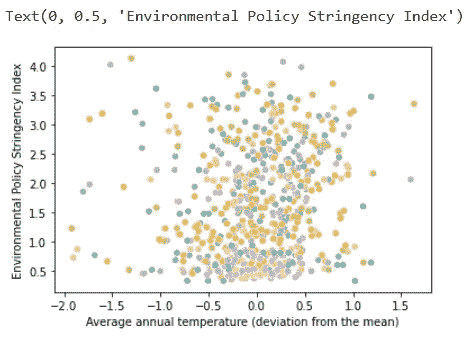 Text(0, 0.5, 'Environmental Policy Stringency Index')
4.0
3.5
3.0
2.5
2.0
1.5
1.0
0.5
Environmental Policy Stringency Index
−2.0 −1.5 −1.0 −0.5 0.0 0.5 1.0 1.5
Average annual temperature (deviation from the mean)